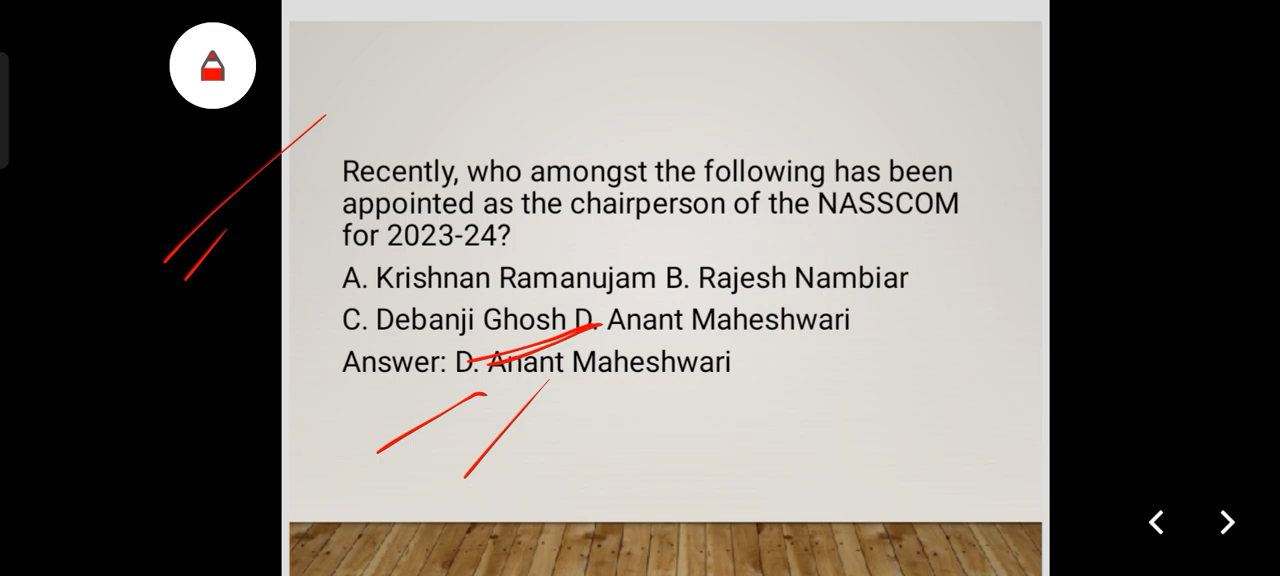 Recently, who amongst the following has been
appointed as the chairperson of the NASSCOM
for 2023-24?
A. Krishnan Ramanujam B. Rajesh Nambiar
C. Debanji Ghosh D. Anant Maheshwari
Answer: D. Anant Maheshwari